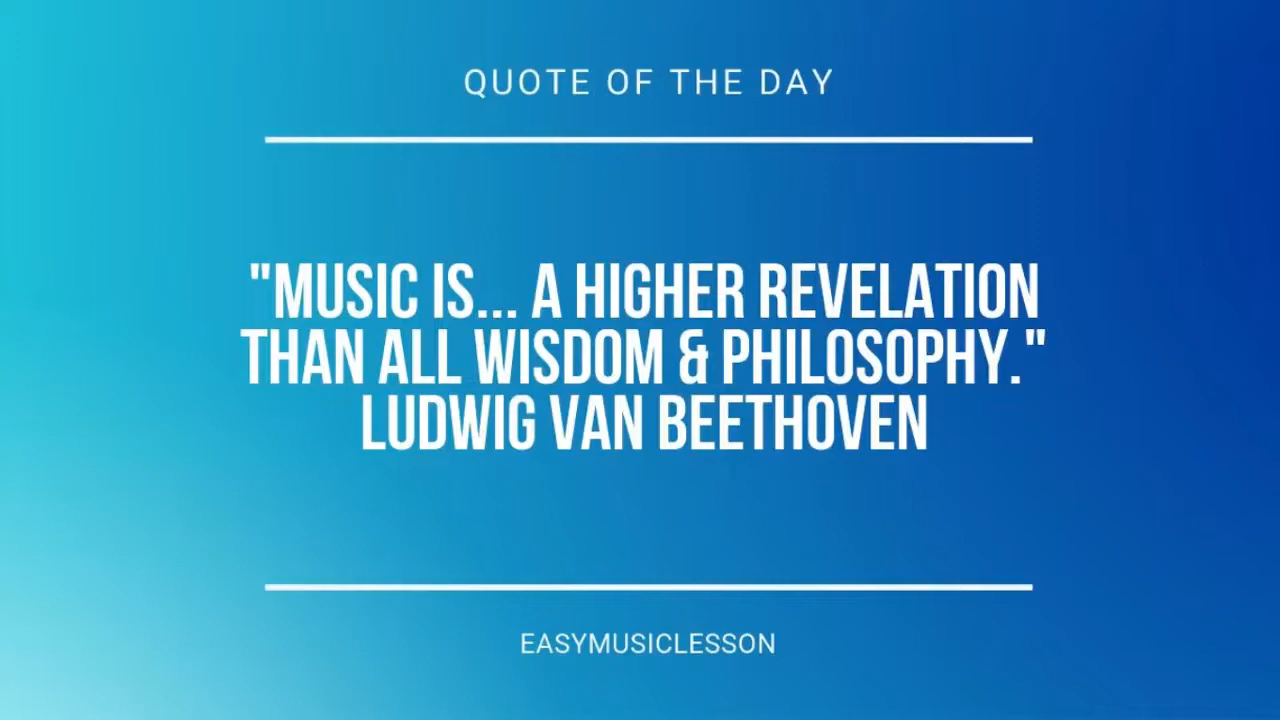 QUOTE OF THE DAY
"MUSIC IS... A HIGHER REVELATION
THAN ALL WISDOM & PHILOSOPHY."
LUDWIG VAN BEETHOVEN
EASYMUSICLESSON